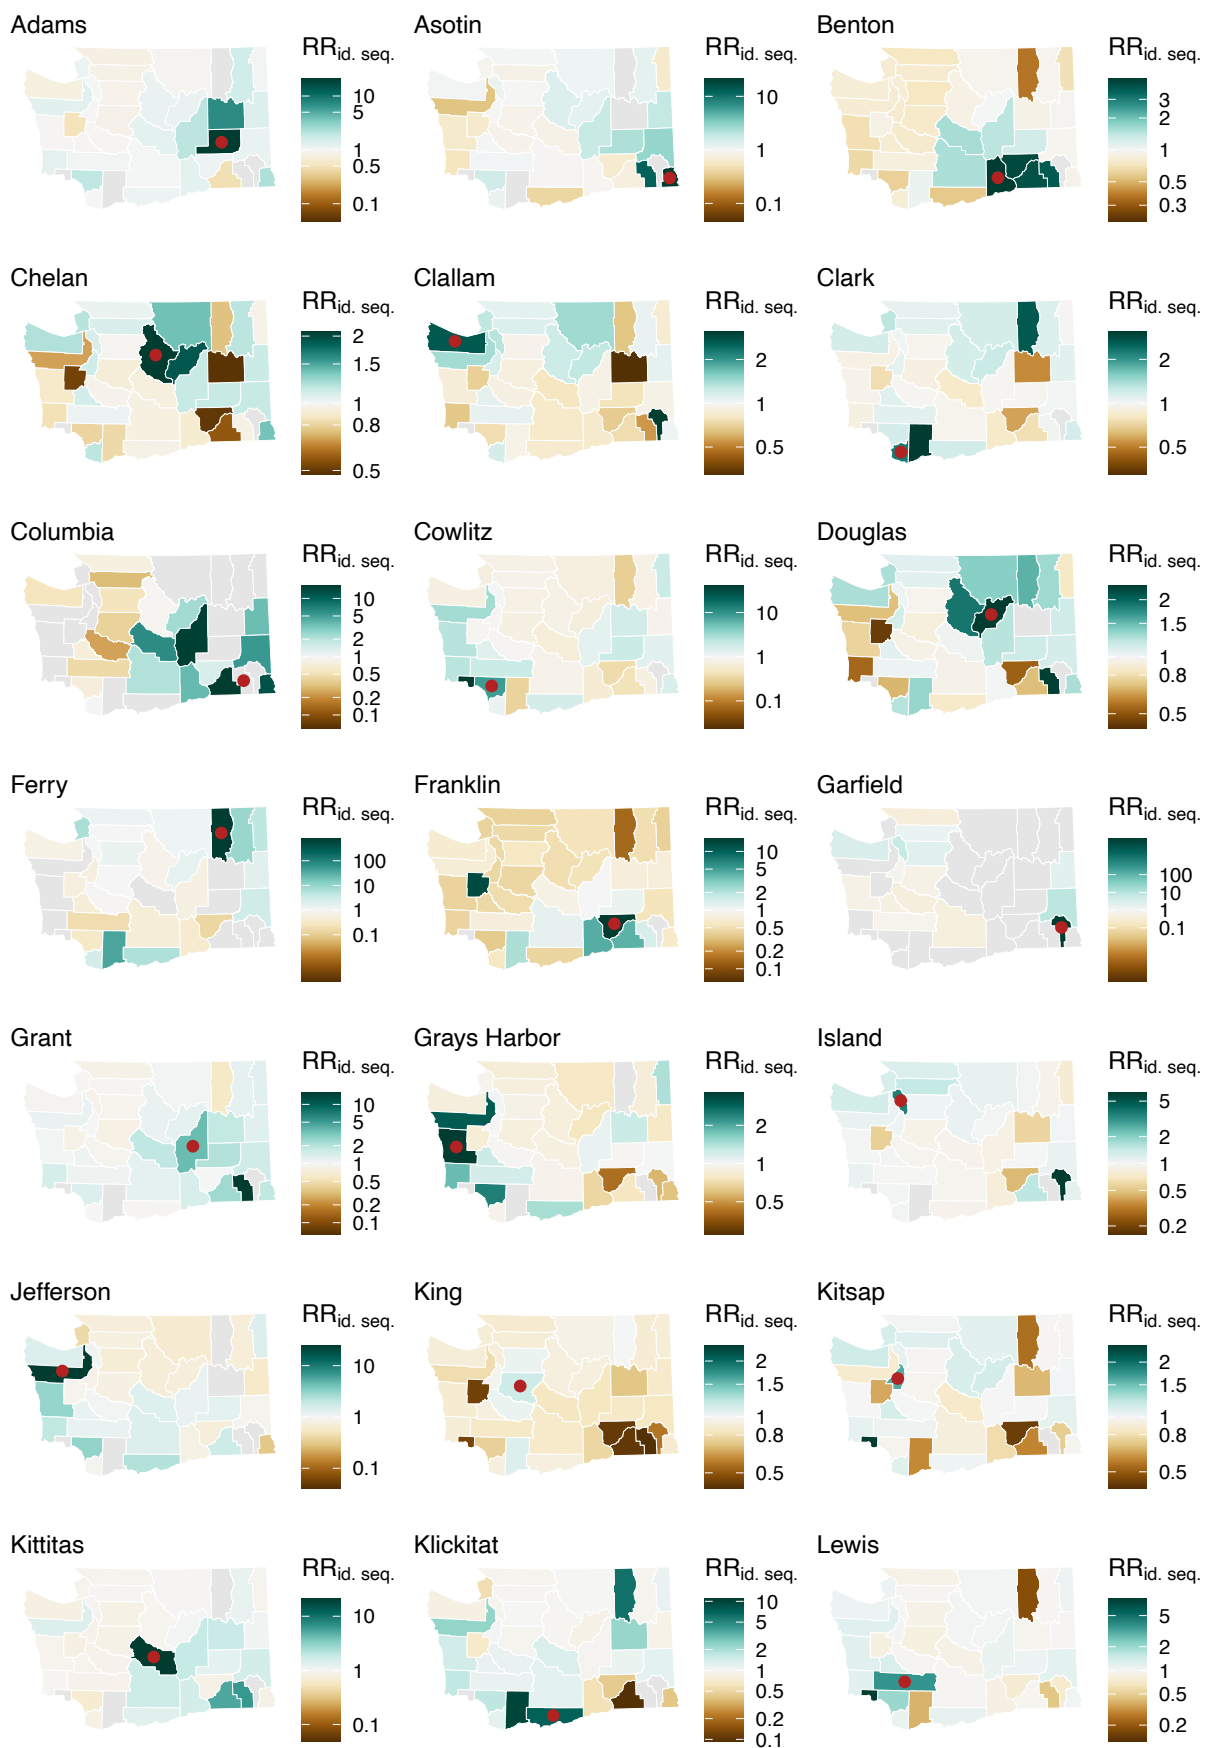 Adams
Asotin
Benton
RRid. seq.
RRid. seq.
RRid. seq.
10
5
1
0.5
0.1
10
1
0.1
3
2
1
0.5
0.3
Chelan
Clallam
Clark
RRid. seq.
RRid. seq.
RRid. seq.
2
1.5
1
0.8
0.5
2
1
0.5
2
1
0.5
Columbia
Cowlitz
Douglas
RRid. seq.
RRid. seq.
RRid. seq.
10
5
2
1
0.5
0.2
0.1
10
1
0.1
2
1.5
1
0.8
0.5
Ferry
Franklin
Garfield
RRid. seq.
RRid. seq.
RRid. seq.
100
10
1
0.1
10
5
2
1
0.5
0.2
0.1
100
10
1
0.1
Grant
Grays Harbor
Island
RRid. seq.
RRid. seq.
RRid. seq.
10
5
2
1
0.5
0.2
0.1
2
1
0.5
5
2
1
0.5
0.2
Jefferson
King
Kitsap
RRid. seq.
RRid. seq.
RRid. seq.
10
1
0.1
2
1.5
1
0.8
0.5
2
1.5
1
0.8
0.5
Kittitas
Klickitat
Lewis
RRid. seq.
RRid. seq.
RRid. seq.
10
1
0.1
10
5
2
1
0.5
0.2
0.1
5
2
1
0.5
0.2